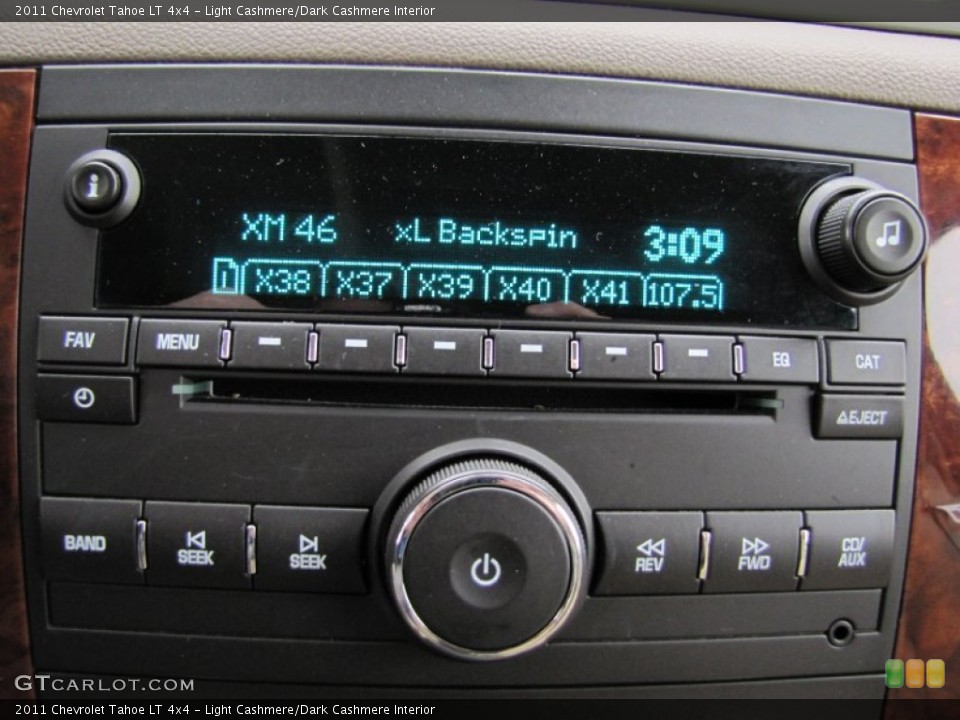 2011 Chevrolet Tahoe LT 4x4 – Light Cashmere/Dark Cashmere Interior
i
XM 46 xL Backspin 3:09
1 X38 X37 X39 X40 X41 107.5
FAV MENU EQ CAT
EJECT
BAND SEEK SEEK REV FWD CD/
AUX
GTCARLOT.COM
2011 Chevrolet Tahoe LT 4x4 – Light Cashmere/Dark Cashmere Interior